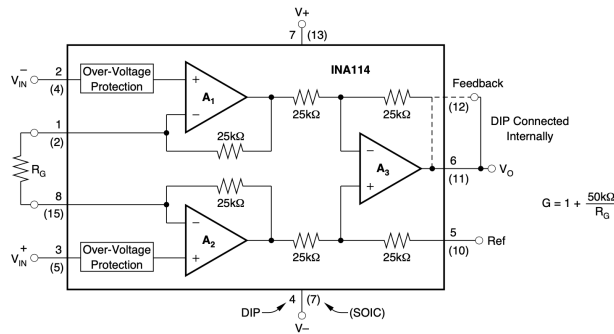 V+
7 (13)
INA114
V⁻IN
2
(4)
Over-Voltage
Protection
+
–
A₁
25kΩ
25kΩ
25kΩ
Feedback
(12)
DIP Connected
Internally
1
(2)
RG
8
(15)
25kΩ
–
+
A₃
6
(11)
VO
G = 1 + 50kΩ / RG
V⁺IN
3
(5)
Over-Voltage
Protection
–
+
A₂
25kΩ
25kΩ
5
(10)
Ref
DIP 4 (7) (SOIC)
V–